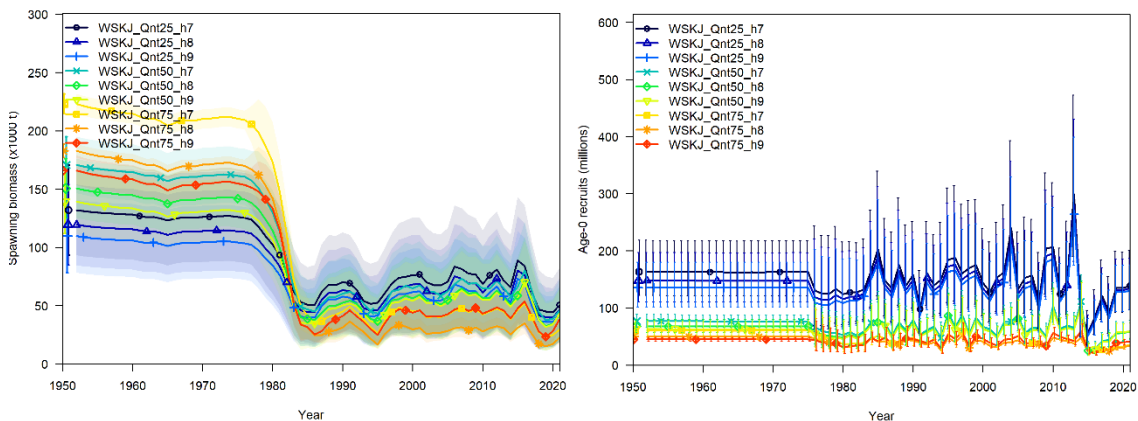 300
250
200
150
100
50
0
Spawning biomass (x1000 t)
WSKJ_Qnt25_h7
WSKJ_Qnt25_h8
WSKJ_Qnt25_h9
WSKJ_Qnt50_h7
WSKJ_Qnt50_h8
WSKJ_Qnt50_h9
WSKJ_Qnt75_h7
WSKJ_Qnt75_h8
WSKJ_Qnt75_h9
1950 1960 1970 1980 1990 2000 2010 2020
Year
600
500
400
300
200
100
0
Age-0 recruits (millions)
WSKJ_Qnt25_h7
WSKJ_Qnt25_h8
WSKJ_Qnt25_h9
WSKJ_Qnt50_h7
WSKJ_Qnt50_h8
WSKJ_Qnt50_h9
WSKJ_Qnt75_h7
WSKJ_Qnt75_h8
WSKJ_Qnt75_h9
1950 1960 1970 1980 1990 2000 2010 2020
Year